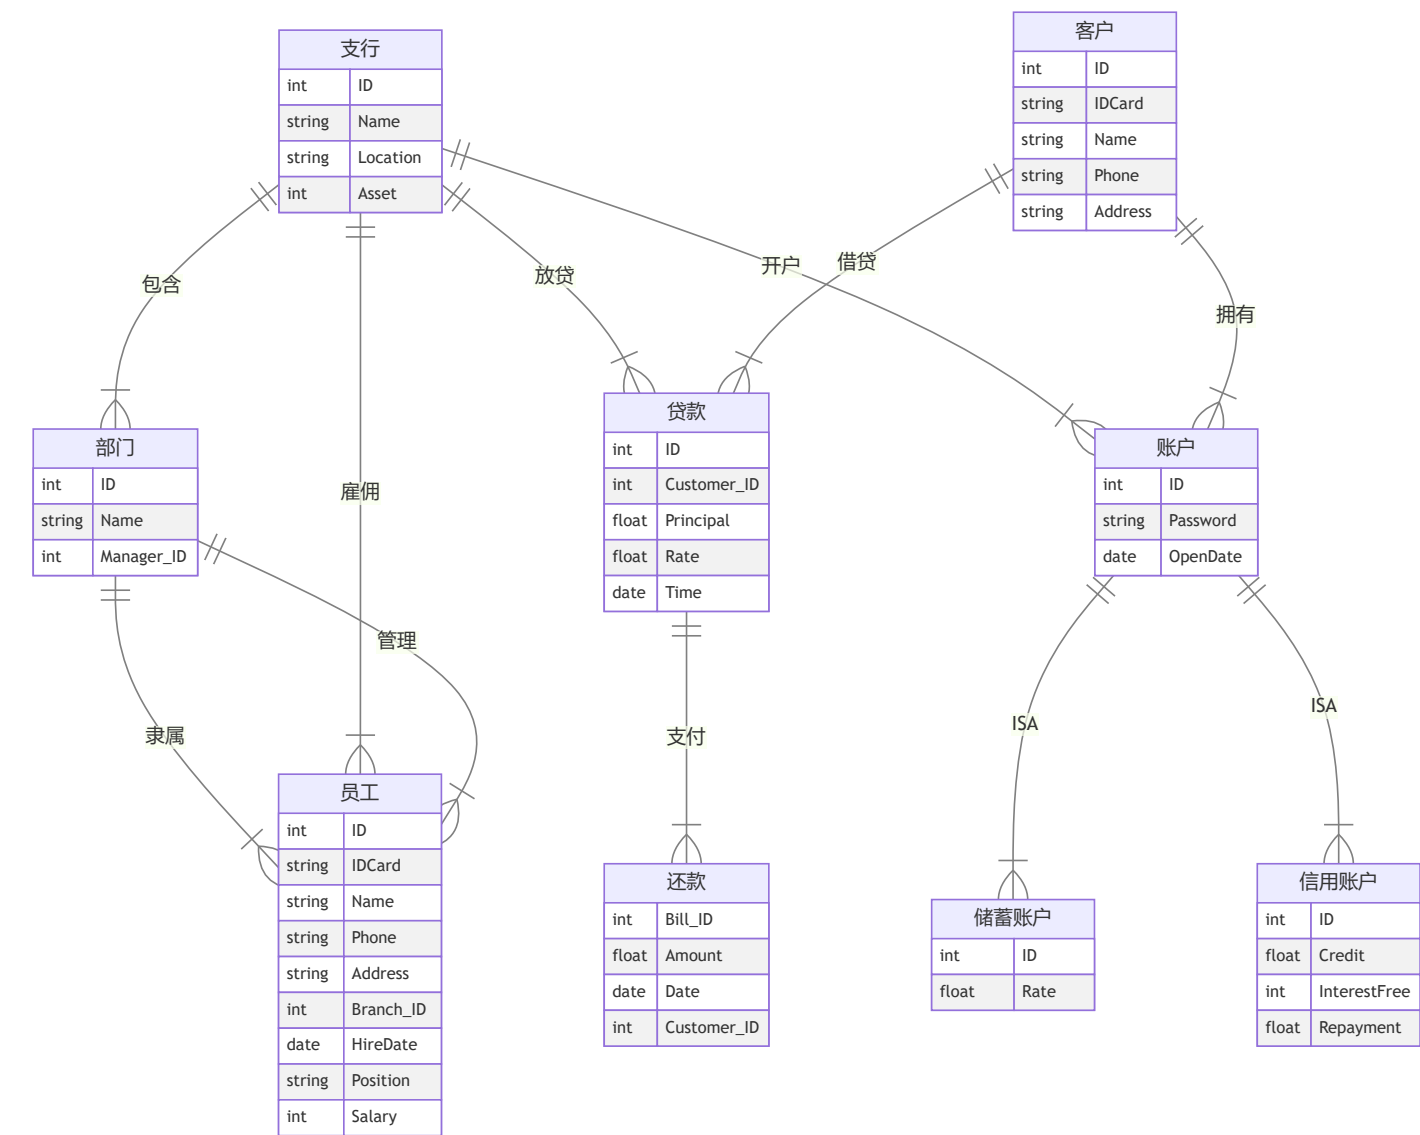 支行
int ID
string Name
string Location
int Asset
客户
int ID
string IDCard
string Name
string Phone
string Address
包含
放贷
开户
借贷
拥有
雇佣
部门
int ID
string Name
int Manager_ID
贷款
int ID
int Customer_ID
float Principal
float Rate
date Time
账户
int ID
string Password
date OpenDate
管理
隶属
支付
ISA
ISA
员工
int ID
string IDCard
string Name
string Phone
string Address
int Branch_ID
date HireDate
string Position
int Salary
还款
int Bill_ID
float Amount
date Date
int Customer_ID
储蓄账户
int ID
float Rate
信用账户
int ID
float Credit
int InterestFree
float Repayment